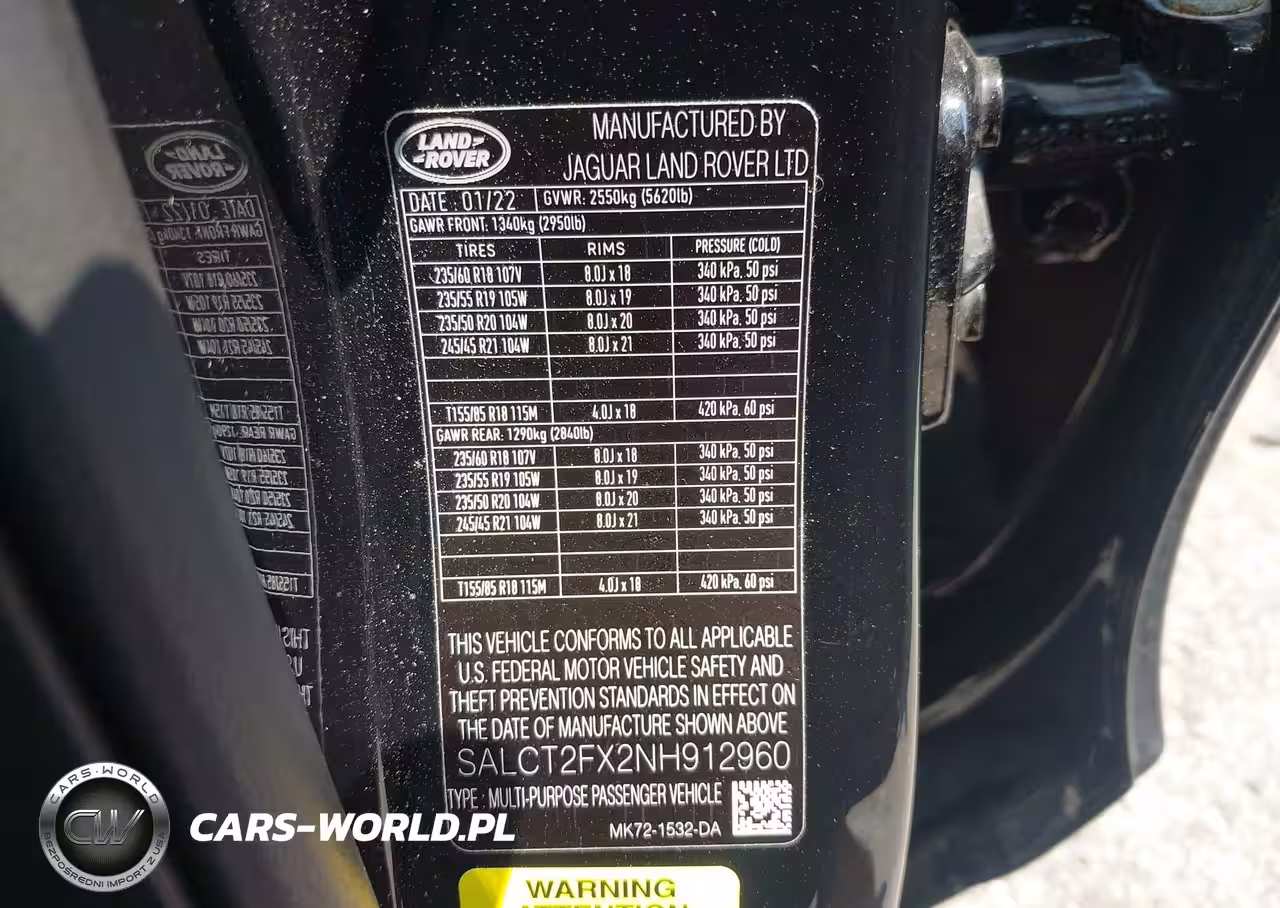 LAND ROVER
MANUFACTURED BY
JAGUAR LAND ROVER LTD
DATE : 01/22 GVWR: 2550kg (5620lb)
GAWR FRONT: 1340kg (2950lb)
TIRES RIMS PRESSURE (COLD)
235/60 R18 107V 8.0J x 18 340 kPa, 50 psi
235/55 R19 105W 8.0J x 19 340 kPa, 50 psi
235/50 R20 104W 8.0J x 20 340 kPa, 50 psi
245/45 R21 104W 8.0J x 21 340 kPa, 50 psi
T155/85 R18 115M 4.0J x 18 420 kPa, 60 psi
GAWR REAR: 1290kg (2840lb)
235/60 R18 107V 8.0J x 18 340 kPa, 50 psi
235/55 R19 105W 8.0J x 19 340 kPa, 50 psi
235/50 R20 104W 8.0J x 20 340 kPa, 50 psi
245/45 R21 104W 8.0J x 21 340 kPa, 50 psi
T155/85 R18 115M 4.0J x 18 420 kPa, 60 psi
THIS VEHICLE CONFORMS TO ALL APPLICABLE
U.S. FEDERAL MOTOR VEHICLE SAFETY AND
THEFT PREVENTION STANDARDS IN EFFECT ON
THE DATE OF MANUFACTURE SHOWN ABOVE
SALCT2FX2NH912960
TYPE : MULTI-PURPOSE PASSENGER VEHICLE
MK72-1532-DA
WARNING
ATTENTION
CARS-WORLD
CW
BEZPOŚREDNI IMPORT Z USA
CARS-WORLD.PL